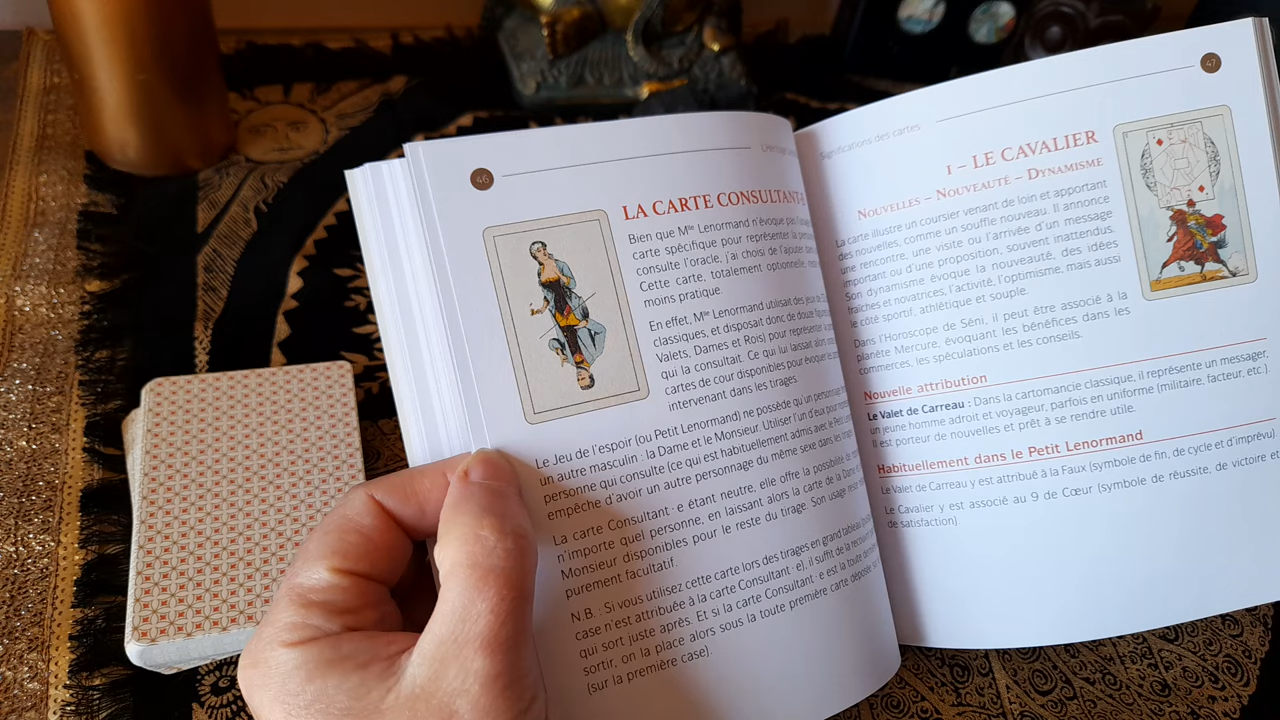 46
LA CARTE CONSULTANT·
Bien que Mlle Lenormand n'évoque pas
carte spécifique pour représenter la
consulte l'oracle, j'ai choisi de l'ajouter
Cette carte, totalement optionnelle,
moins pratique.
En effet, Mlle Lenormand utilisait des jeux de
classiques, et disposait donc de douze
Valets, Dames et Rois) pour représenter
qui la consultait. Ce qui lui laissait alors
cartes de cour disponibles pour évoquer
intervenant dans les tirages.
Le Jeu de l'espoir (ou Petit Lenormand) ne possède qu'un personnage
un autre masculin : la Dame et le Monsieur. Utiliser l'un d'eux pour
personne qui consulte (ce qui est habituellement admis avec le Petit
empêche d'avoir un autre personnage du même sexe dans les tirages.
La carte Consultant·e étant neutre, elle offre la possibilité de
n'importe quel personne, en laissant alors la carte de la Dame
Monsieur disponibles pour le reste du tirage. Son usage reste
purement facultatif.
N.B. : Si vous utilisez cette carte lors des tirages en grand tableau
case n'est attribuée à la carte Consultant·e), il suffit de la recouvrir
qui sort juste après. Et si la carte Consultant·e est la toute dernière
sortir, on la place alors sous la toute première carte déposée
(sur la première case).
Significations des cartes
47
I – LE CAVALIER
NOUVELLES – NOUVEAUTÉ – DYNAMISME
La carte illustre un coursier venant de loin et apportant
des nouvelles, comme un souffle nouveau. Il annonce
une rencontre, une visite ou l'arrivée d'un message
important ou d'une proposition, souvent inattendus.
Son dynamisme évoque la nouveauté, des idées
fraîches et novatrices, l'activité, l'optimisme, mais aussi
le côté sportif, athlétique et souple.
Dans l'Horoscope de Séni, il peut être associé à la
planète Mercure, évoquant les bénéfices dans les
commerces, les spéculations et les conseils.
Nouvelle attribution
Le Valet de Carreau : Dans la cartomancie classique, il représente un messager,
un jeune homme adroit et voyageur, parfois en uniforme (militaire, facteur, etc.).
Il est porteur de nouvelles et prêt à se rendre utile.
Habituellement dans le Petit Lenormand
Le Valet de Carreau y est attribué à la Faux (symbole de fin, de cycle et d'imprévu)
Le Cavalier y est associé au 9 de Cœur (symbole de réussite, de victoire et
de satisfaction).